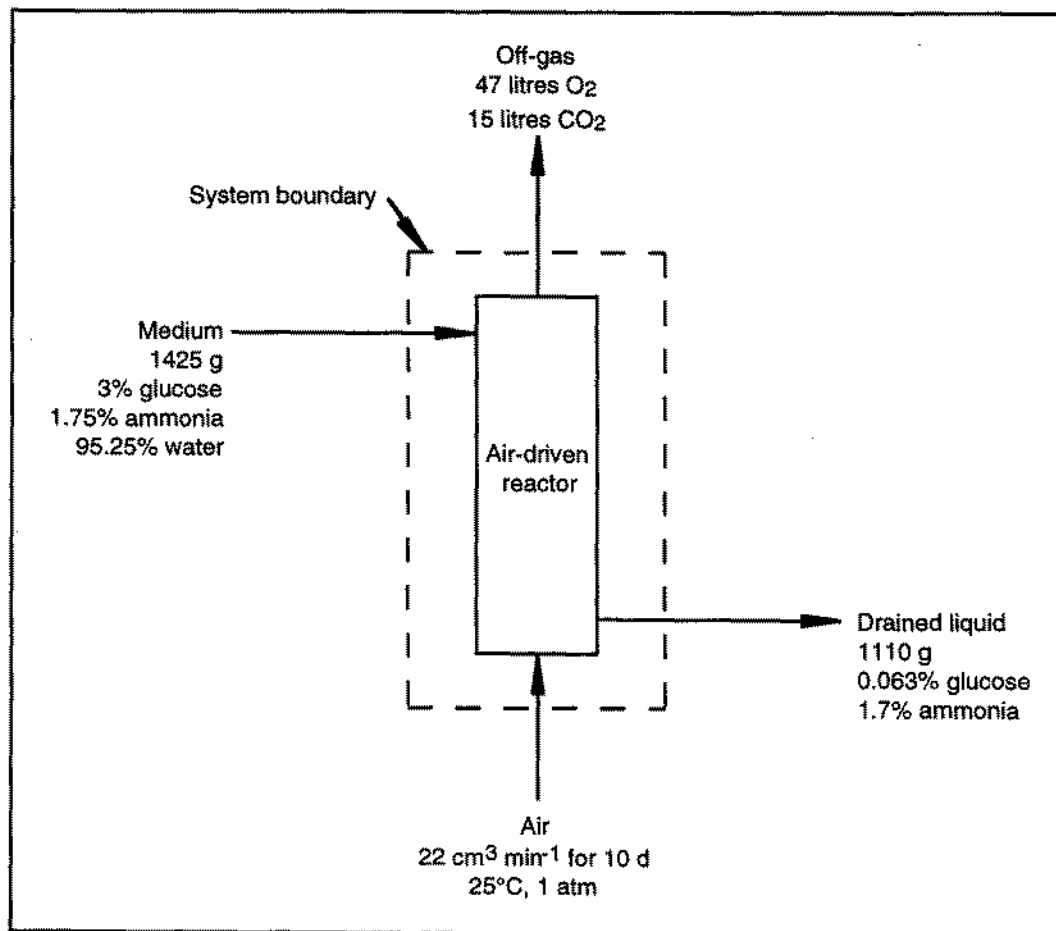 Off-gas
47 litres O₂
15 litres CO₂
System boundary
Medium
1425 g
3% glucose
1.75% ammonia
95.25% water
Air-driven
reactor
Drained liquid
1110 g
0.063% glucose
1.7% ammonia
Air
22 cm³ min⁻¹ for 10 d
25°C, 1 atm